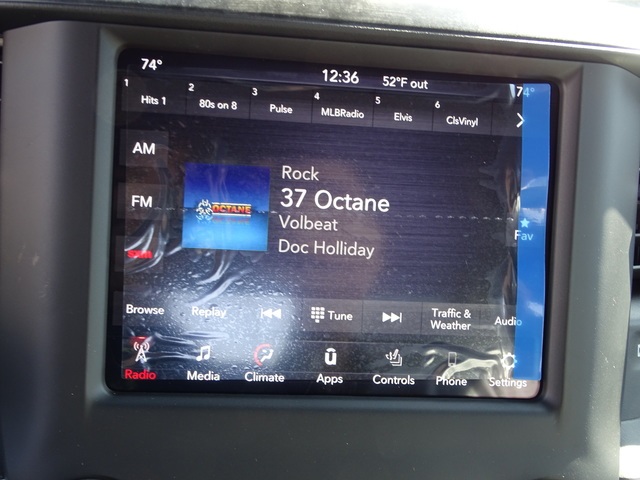 74° 12:36 52°F out 74°
1 2 3 4 5 6
Hits 1 80s on 8 Pulse MLBRadio Elvis ClsVinyl
AM
Rock
FM
37 Octane
OCTANE
Volbeat
Fav
SXM
Doc Holliday
Browse Replay Tune Traffic & Weather Audio
Radio Media Climate Apps Controls Phone Settings